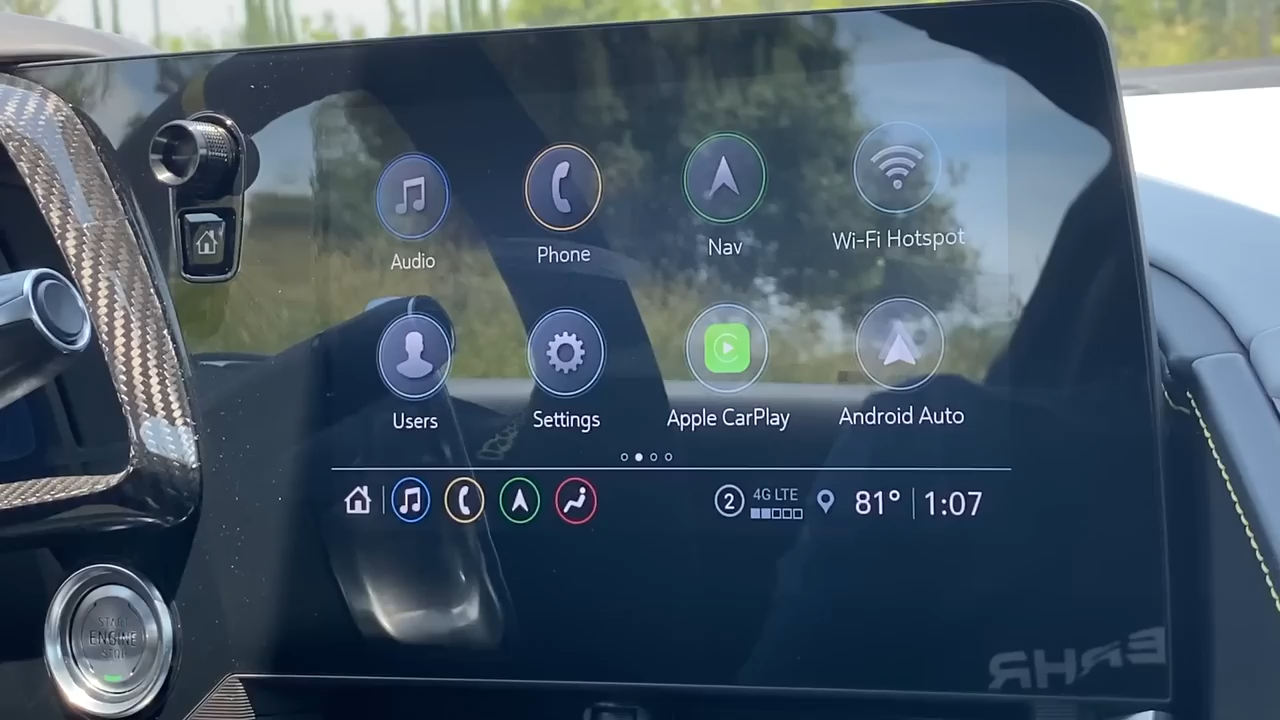 Audio
Phone
Nav
Wi-Fi Hotspot
Users
Settings
Apple CarPlay
Android Auto
2
4G LTE
81°
1:07
START
ENGINE
STOP